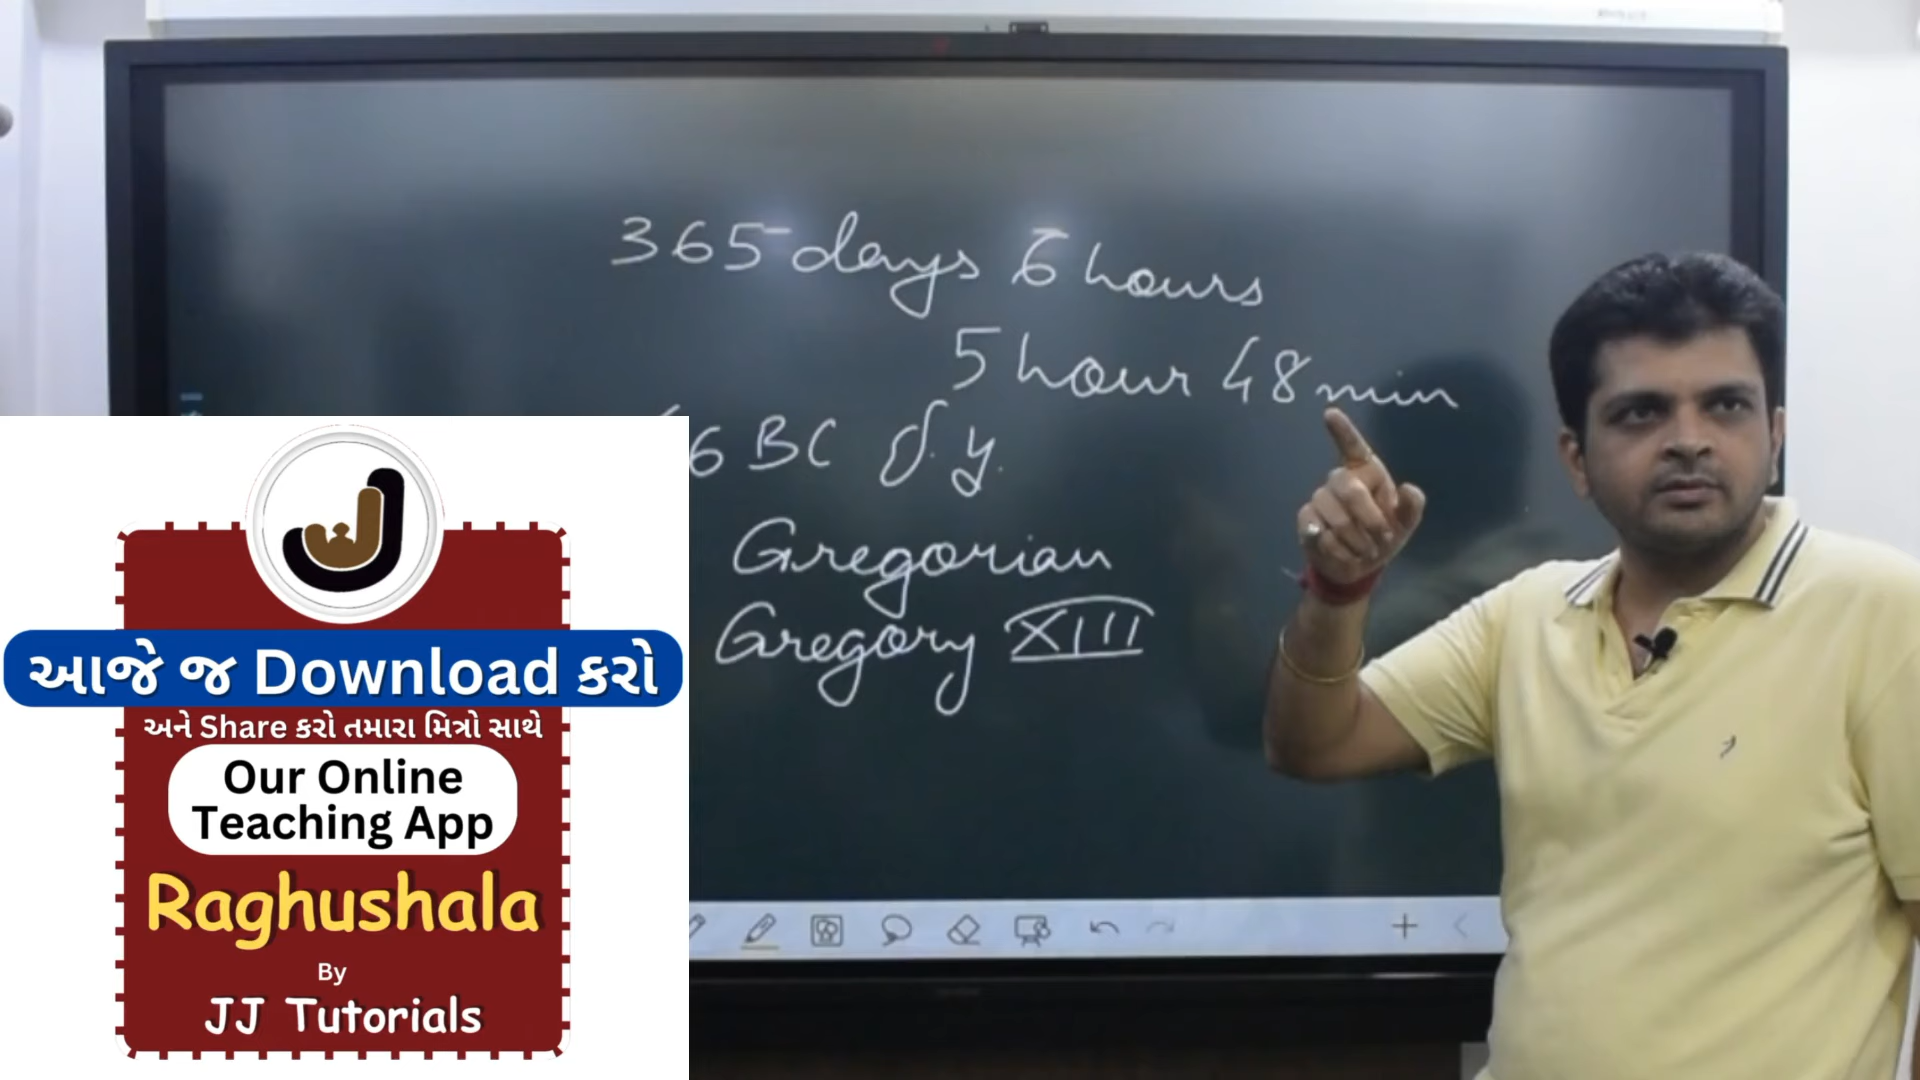 365 days 6 hours
5 hour 48 min
6 BC
Gregorian
Gregory XIII
આજે જ Download કરો
અને Share કરો તમારા મિત્રો સાથે
Our Online
Teaching App
Raghushala
By
JJ Tutorials